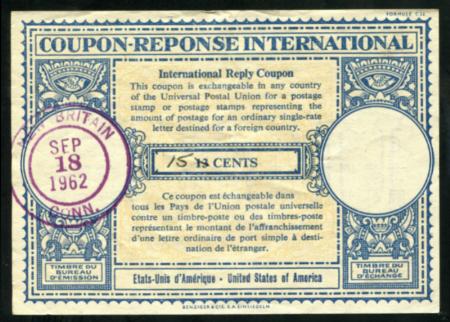 FORMULE C 22
COUPON-REPONSE INTERNATIONAL
International Reply Coupon
This coupon is exchangeable in any country
of the Universal Postal Union for a postage
stamp or postage stamps representing the
amount of postage for an ordinary single-rate
letter destined for a foreign country.
15 13 CENTS
Ce coupon est échangeable dans
tous les Pays de l'Union postale universelle
contre un timbre-poste ou des timbres-poste
représentant le montant de l'affranchissement
d'une lettre ordinaire de port simple à desti-
nation de l'étranger.
NEW BRITAIN
SEP
18
1962
CONN.
TIMBRE DU
BUREAU
D'ÉMISSION
TIMBRE DU
BUREAU
D'ÉCHANGE
Etats-Unis d'Amérique - United States of America
BENZIGER & CIE. S.A. EINSIEDELN